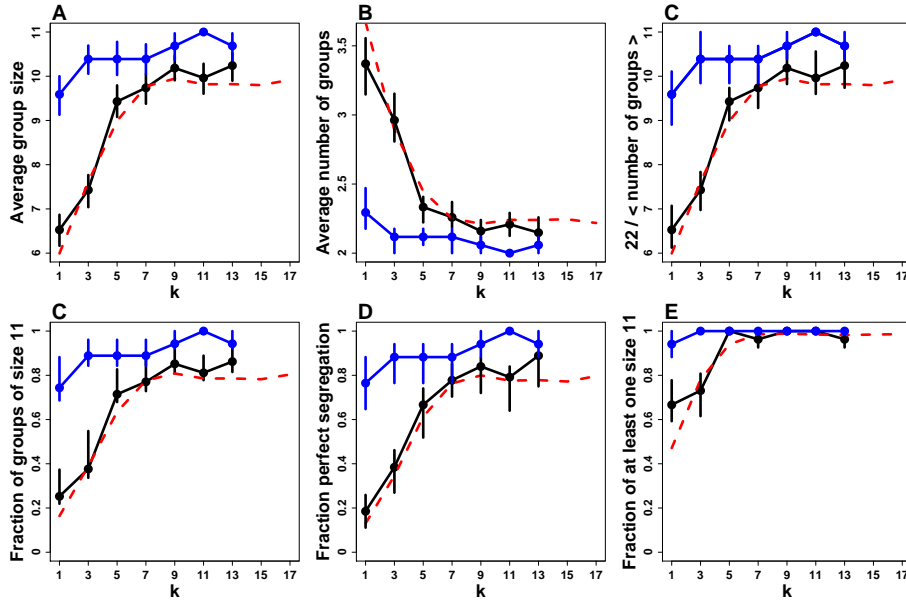 A
Average group size
11
10
9
8
7
6
1 3 5 7 9 11 13 15 17
k
B
Average number of groups
3.5
3
2.5
2
1 3 5 7 9 11 13 15 17
k
C
22 / < number of groups >
11
10
9
8
7
6
1 3 5 7 9 11 13 15 17
k
C
Fraction of groups of size 11
1
0.8
0.6
0.4
0.2
0
1 3 5 7 9 11 13 15 17
k
D
Fraction perfect segregation
1
0.8
0.6
0.4
0.2
0
1 3 5 7 9 11 13 15 17
k
E
Fraction of at least one size 11
1
0.8
0.6
0.4
0.2
0
1 3 5 7 9 11 13 15 17
k